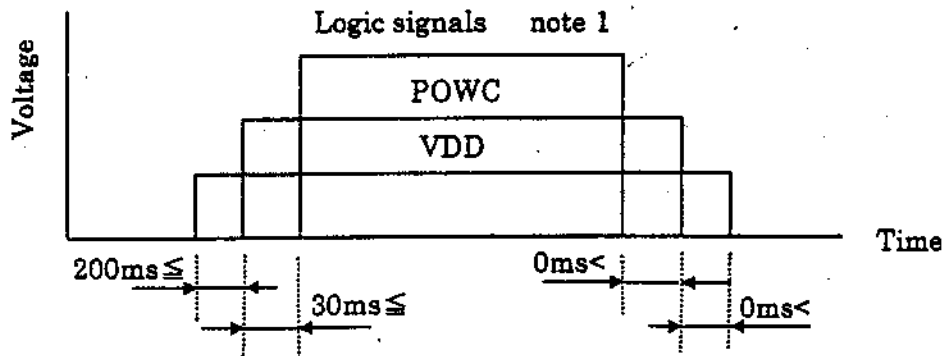 Logic signals note 1
Voltage
POWC
VDD
Time
200ms≦
0ms<
30ms≦
0ms<